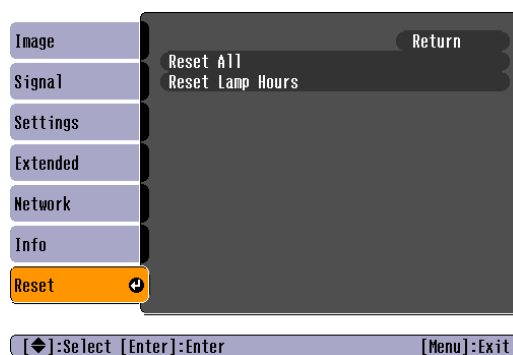 Image
Signal
Settings
Extended
Network
Info
Reset
Return
Reset All
Reset Lamp Hours
[◆]:Select [Enter]:Enter
[Menu]:Exit